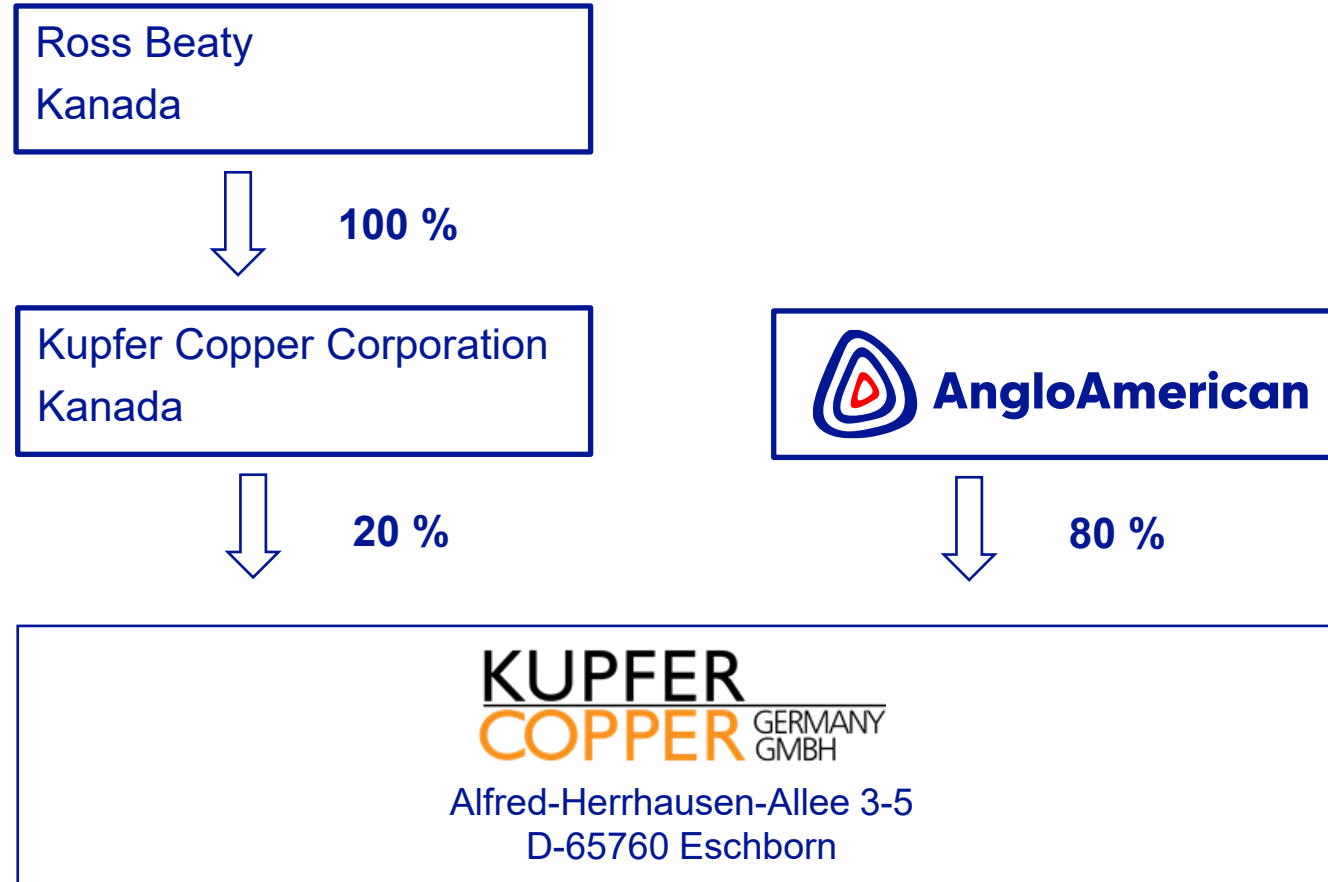 Ross Beaty
Kanada
100 %
Kupfer Copper Corporation
Kanada
AngloAmerican
20 %
80 %
KUPFER
COPPER GERMANY
GMBH
Alfred-Herrhausen-Allee 3-5
D-65760 Eschborn